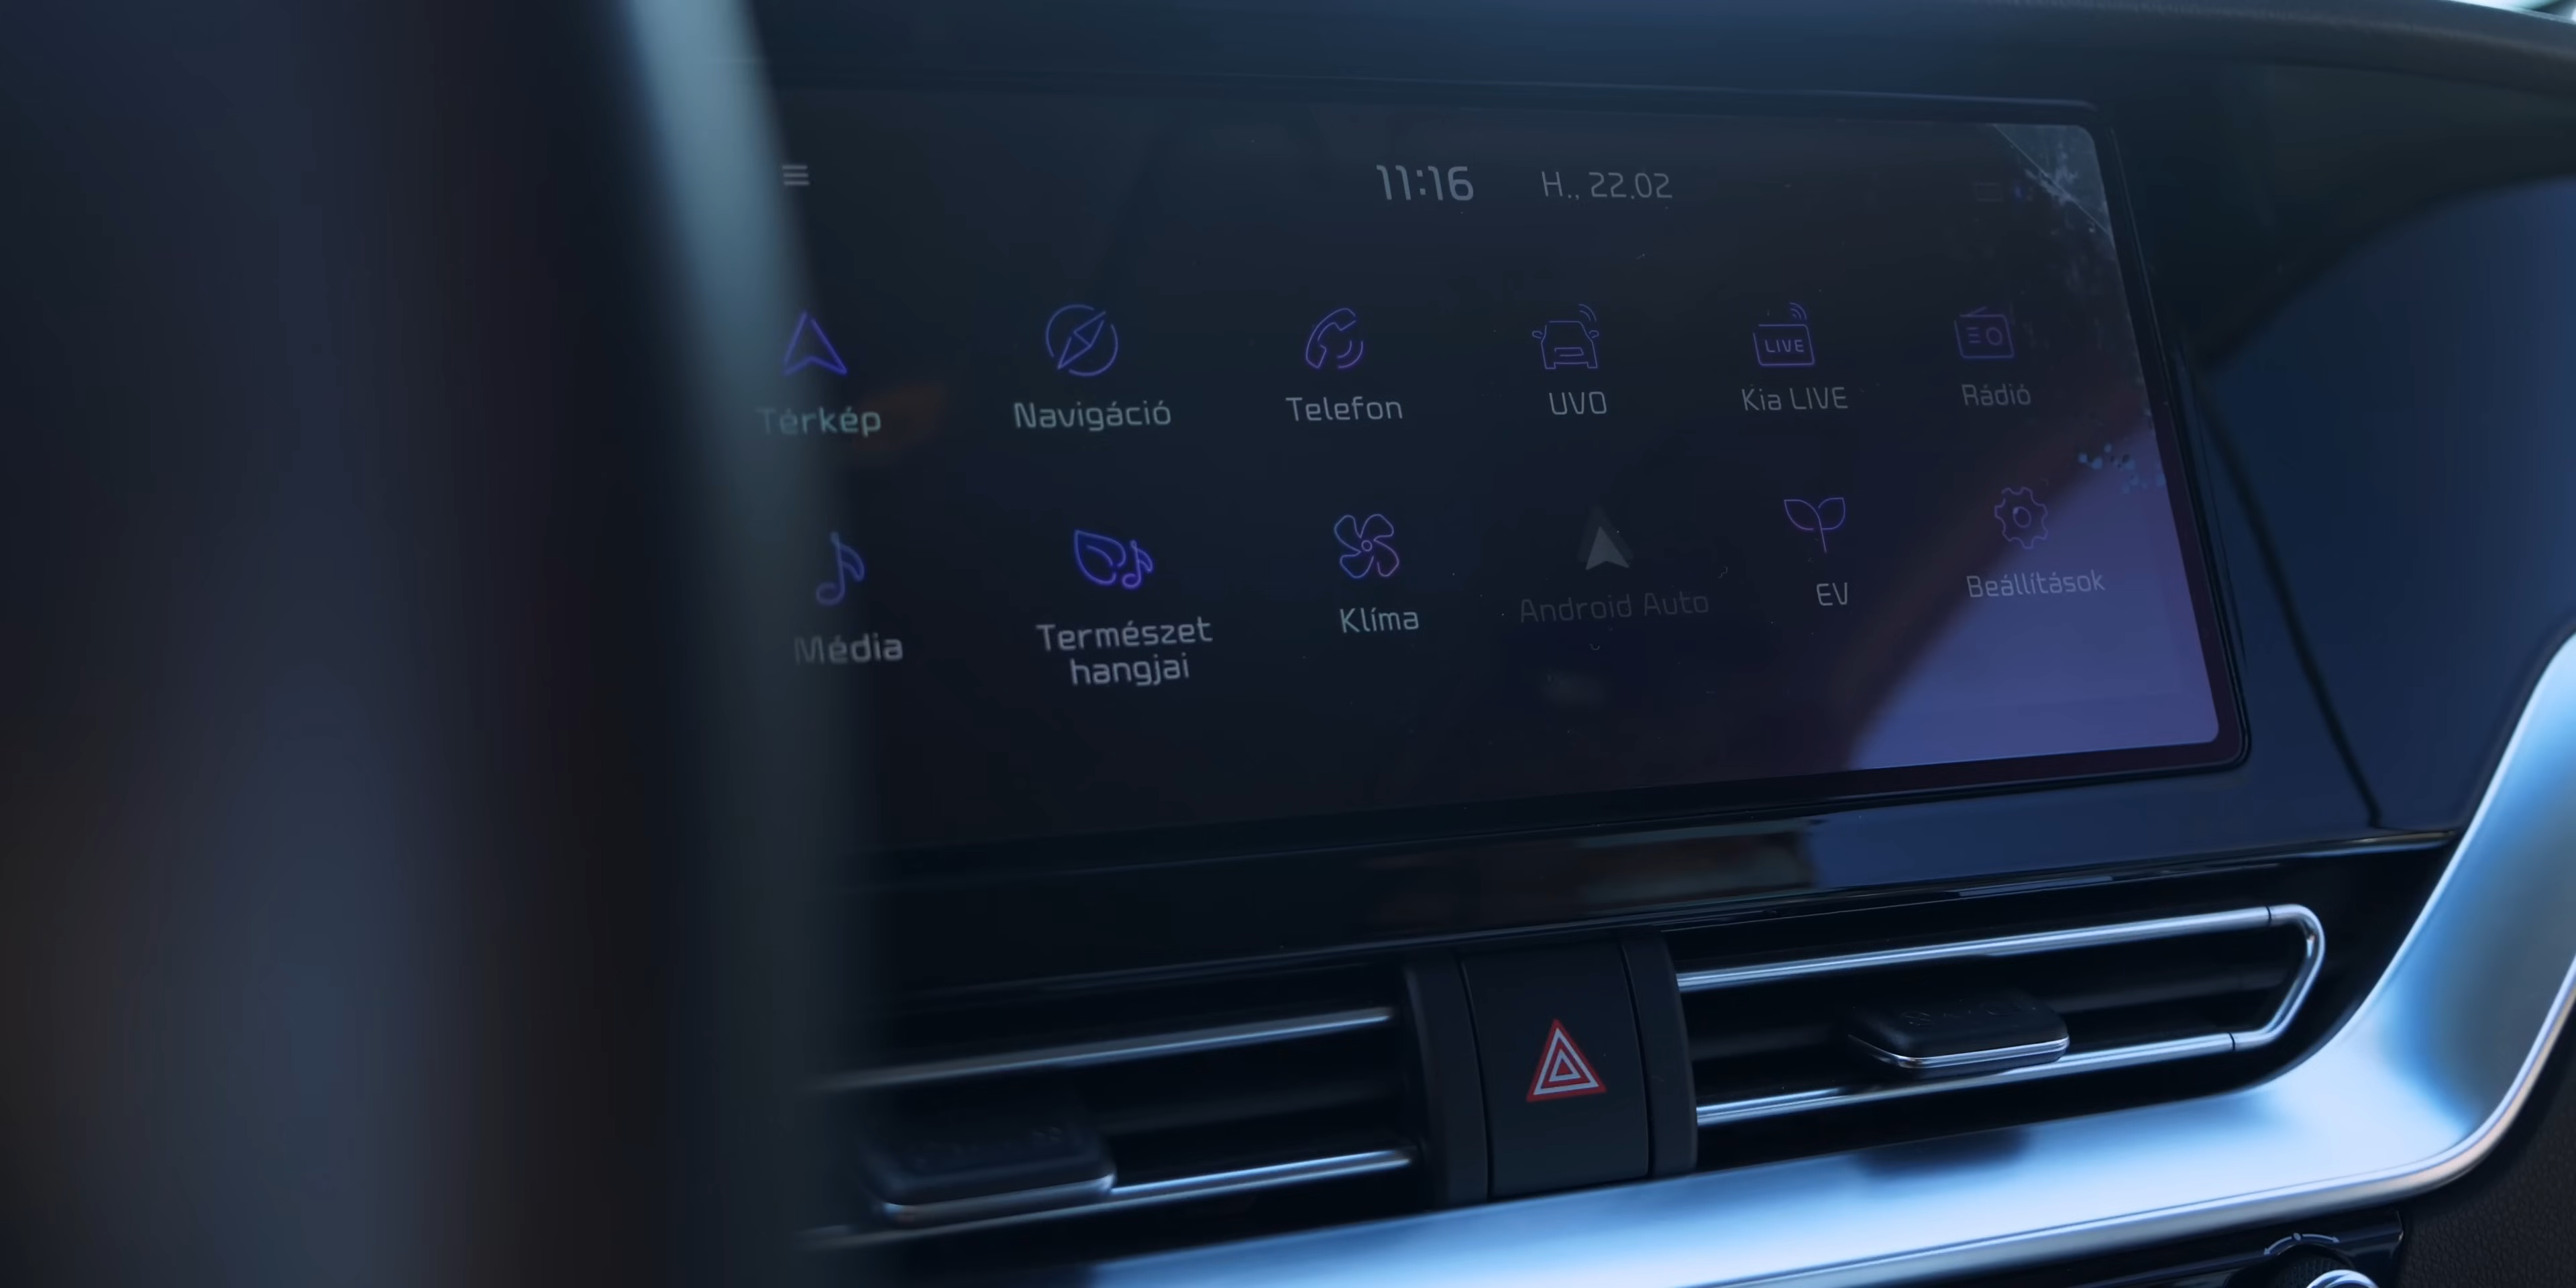 11:16 H., 22.02
Térkép Navigáció Telefon UVO LIVE Kia LIVE Rádió
Média Természet hangjai Klíma Android Auto EV Beállítások